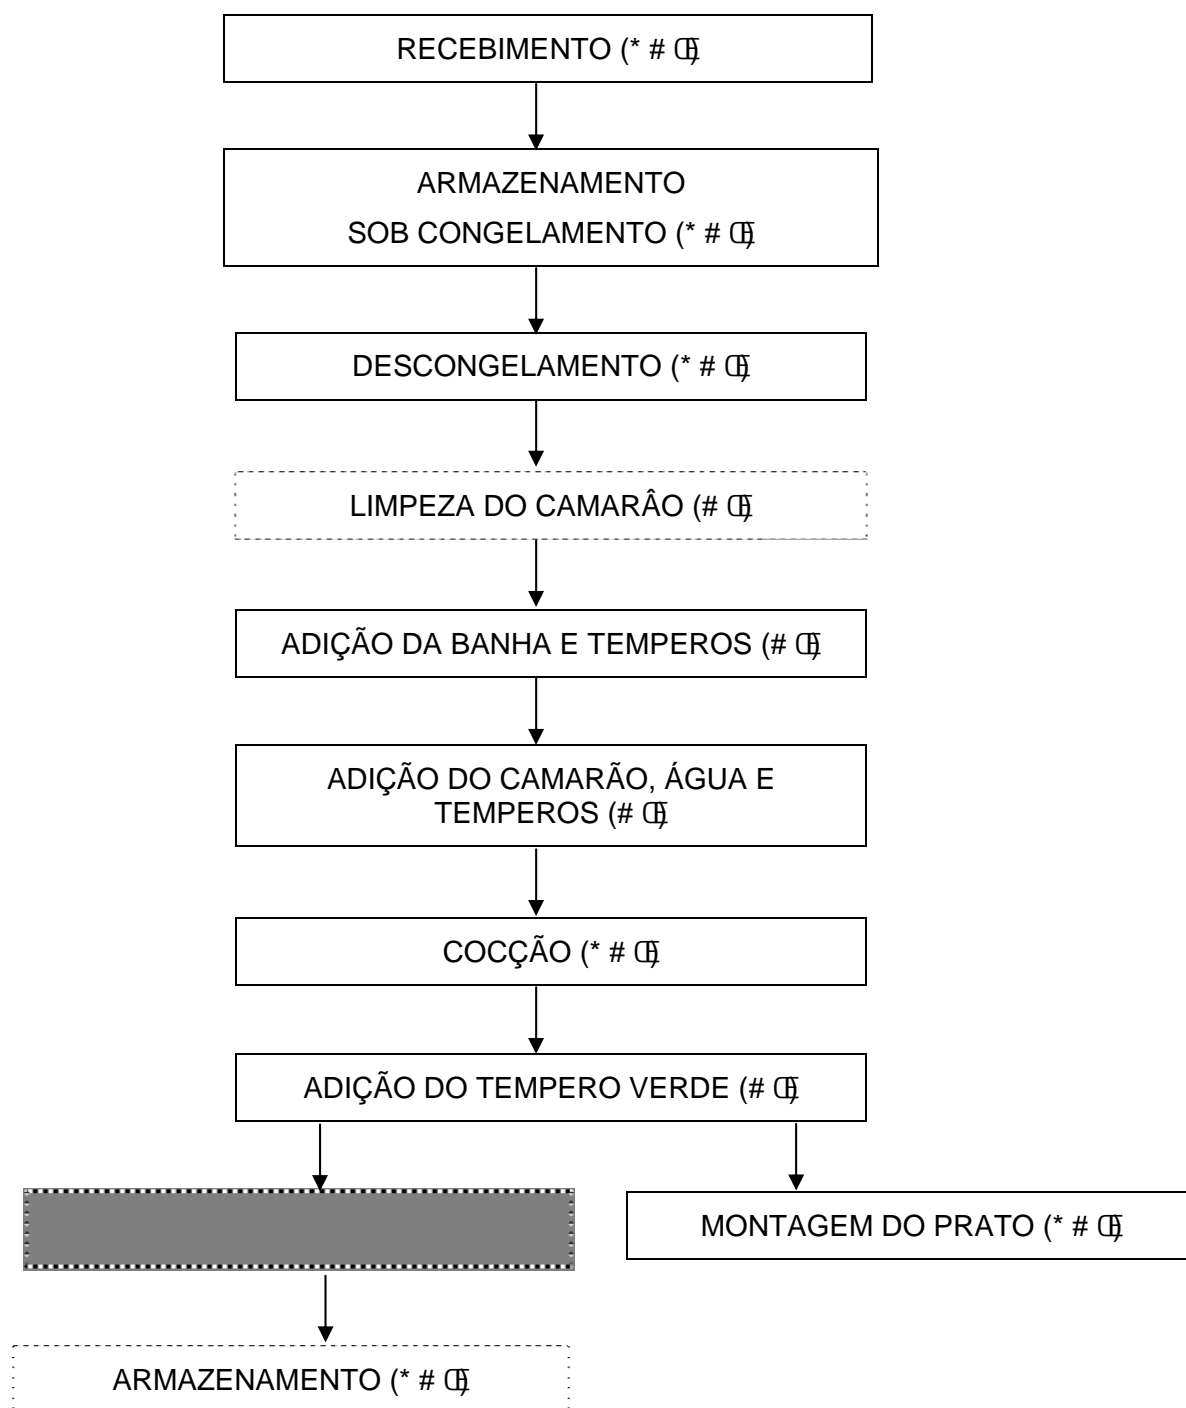 RECEBIMENTO (* # Œ)
ARMAZENAMENTO
SOB CONGELAMENTO (* # Œ)
DESCONGELAMENTO (* # Œ)
LIMPEZA DO CAMARÂO (# Œ)
ADIÇÃO DA BANHA E TEMPEROS (# Œ)
ADIÇÃO DO CAMARÃO, ÁGUA E
TEMPEROS (# Œ)
COCÇÃO (* # Œ)
ADIÇÃO DO TEMPERO VERDE (# Œ)
MONTAGEM DO PRATO (* # Œ)
ARMAZENAMENTO (* # Œ)